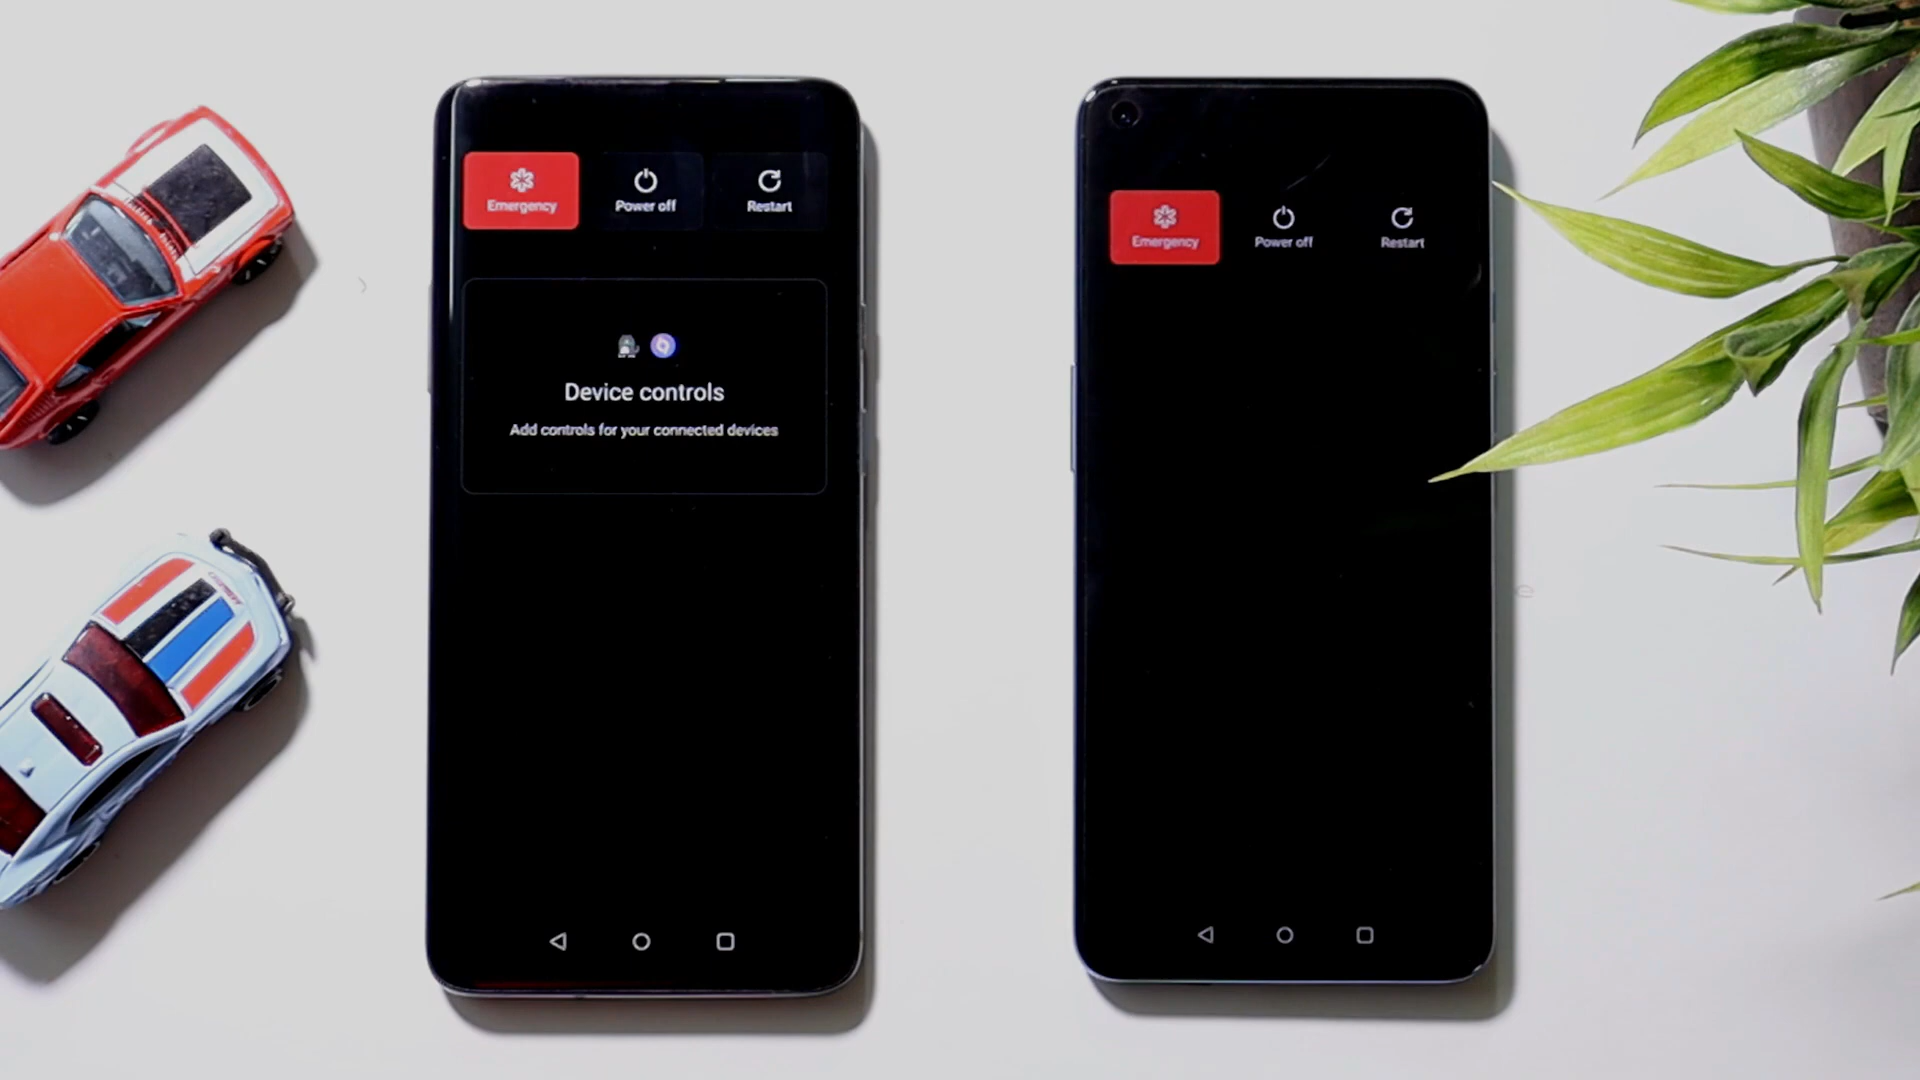 Emergency
Power off
Restart
Device controls
Add controls for your connected devices
Emergency
Power off
Restart